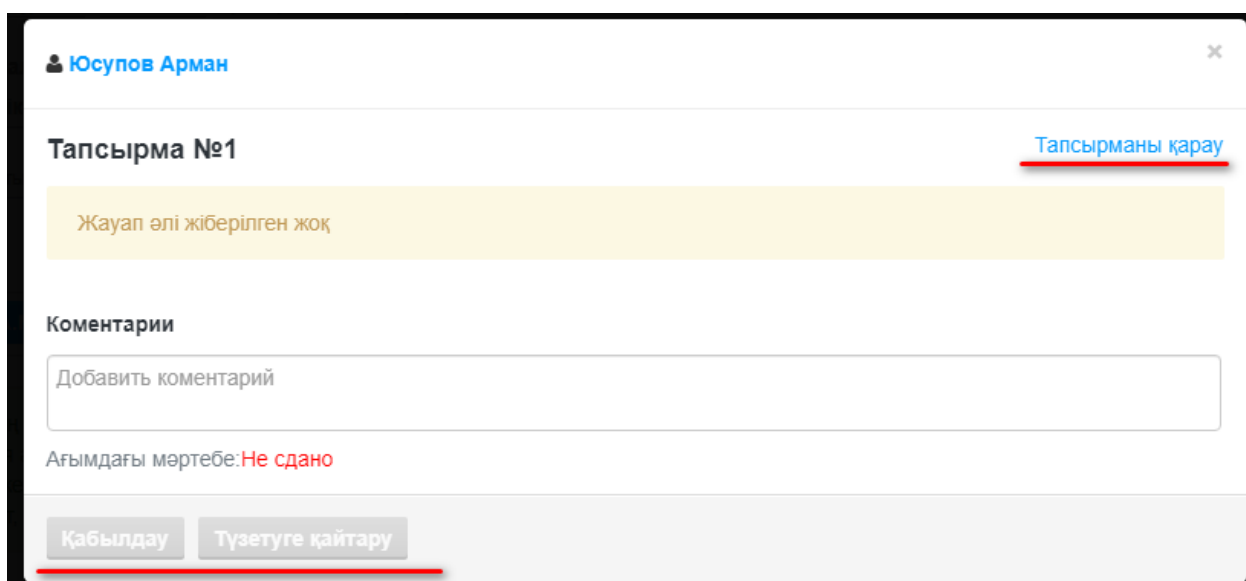 Юсупов Арман
×
Тапсырма №1
Тапсырманы қарау
Жауап әлі жіберілген жоқ
Коментарии
Добавить коментарий
Ағымдағы мәртебе:Не сдано
Қабылдау Түзетуге қайтару